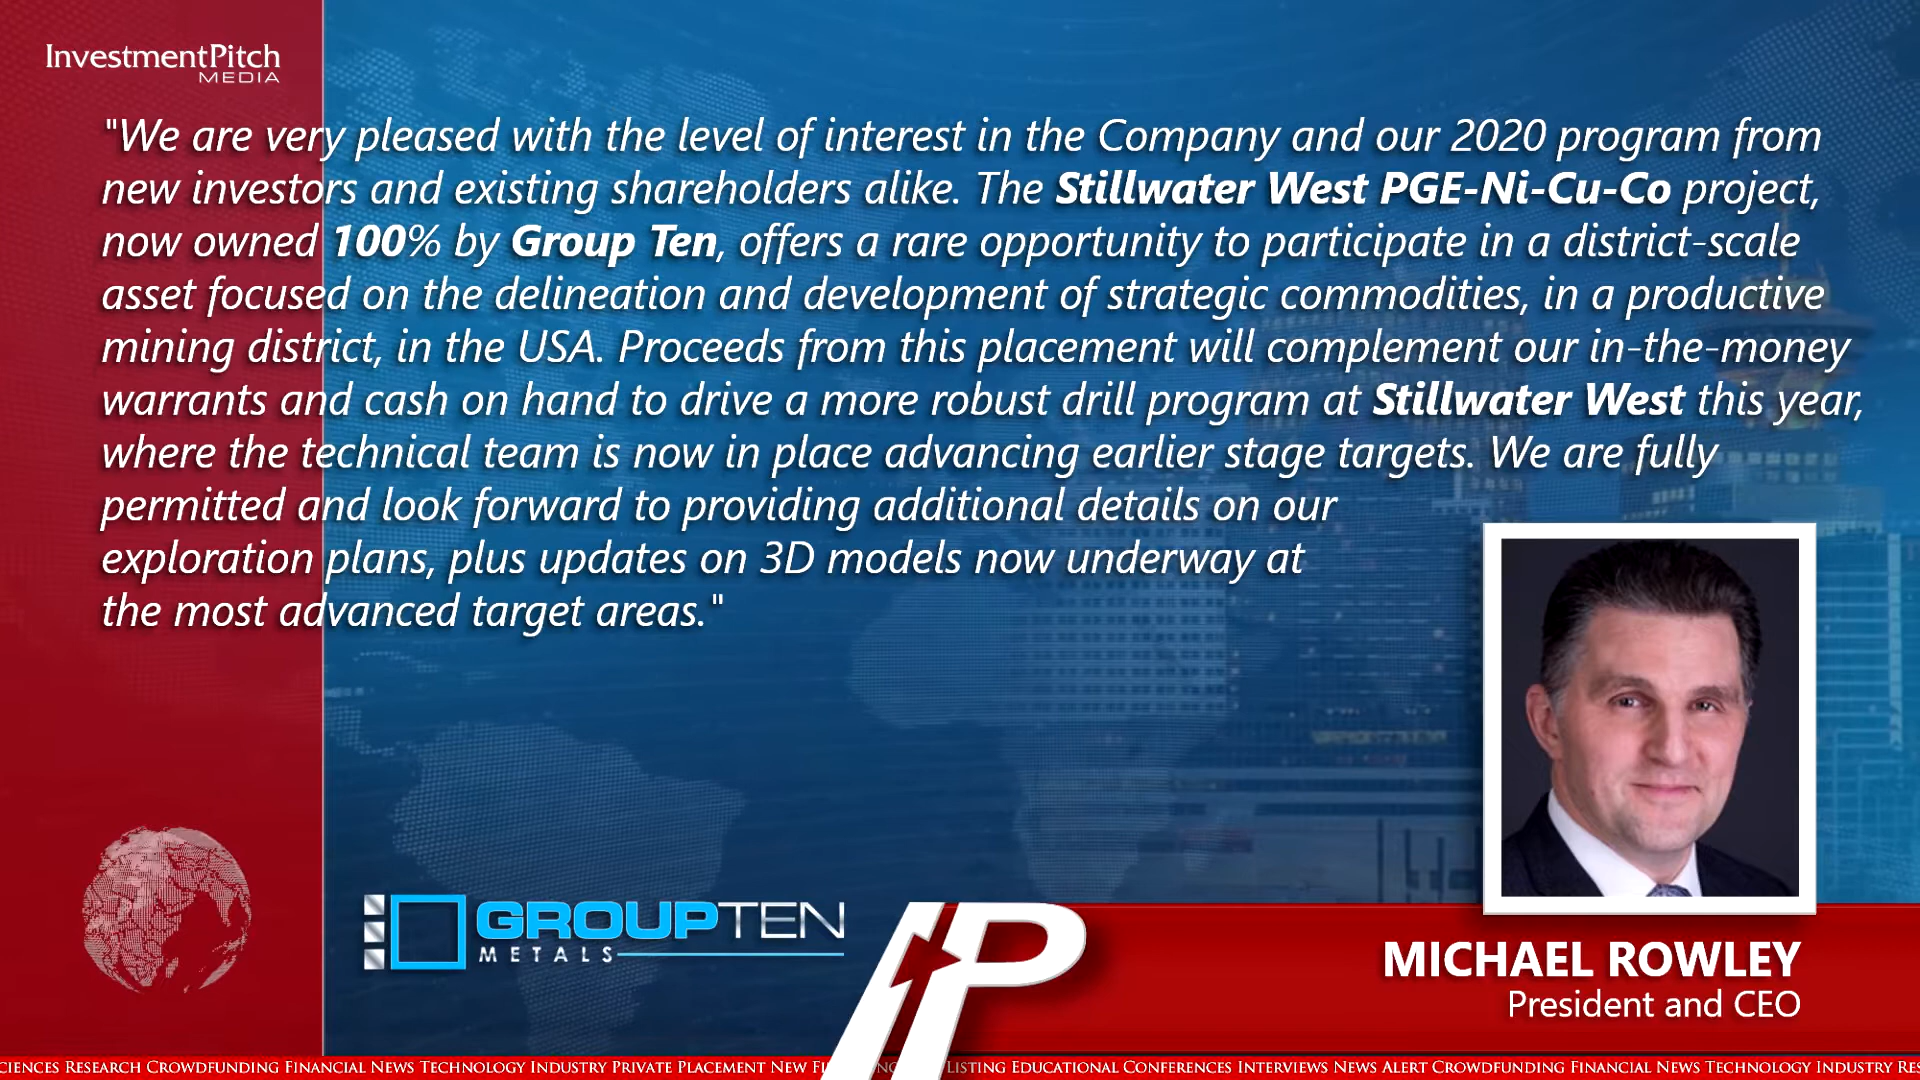 InvestmentPitch
MEDIA
"We are very pleased with the level of interest in the Company and our 2020 program from
new investors and existing shareholders alike. The Stillwater West PGE-Ni-Cu-Co project,
now owned 100% by Group Ten, offers a rare opportunity to participate in a district-scale
asset focused on the delineation and development of strategic commodities, in a productive
mining district, in the USA. Proceeds from this placement will complement our in-the-money
warrants and cash on hand to drive a more robust drill program at Stillwater West this year,
where the technical team is now in place advancing earlier stage targets. We are fully
permitted and look forward to providing additional details on our
exploration plans, plus updates on 3D models now underway at
the most advanced target areas."
GROUPTEN
METALS
IP
MICHAEL ROWLEY
President and CEO
CIENCES RESEARCH CROWDFUNDING FINANCIAL NEWS TECHNOLOGY INDUSTRY PRIVATE PLACEMENT NEW LISTING EDUCATIONAL CONFERENCES INTERVIEWS NEWS ALERT CROWDFUNDING FINANCIAL NEWS TECHNOLOGY INDUSTRY RES